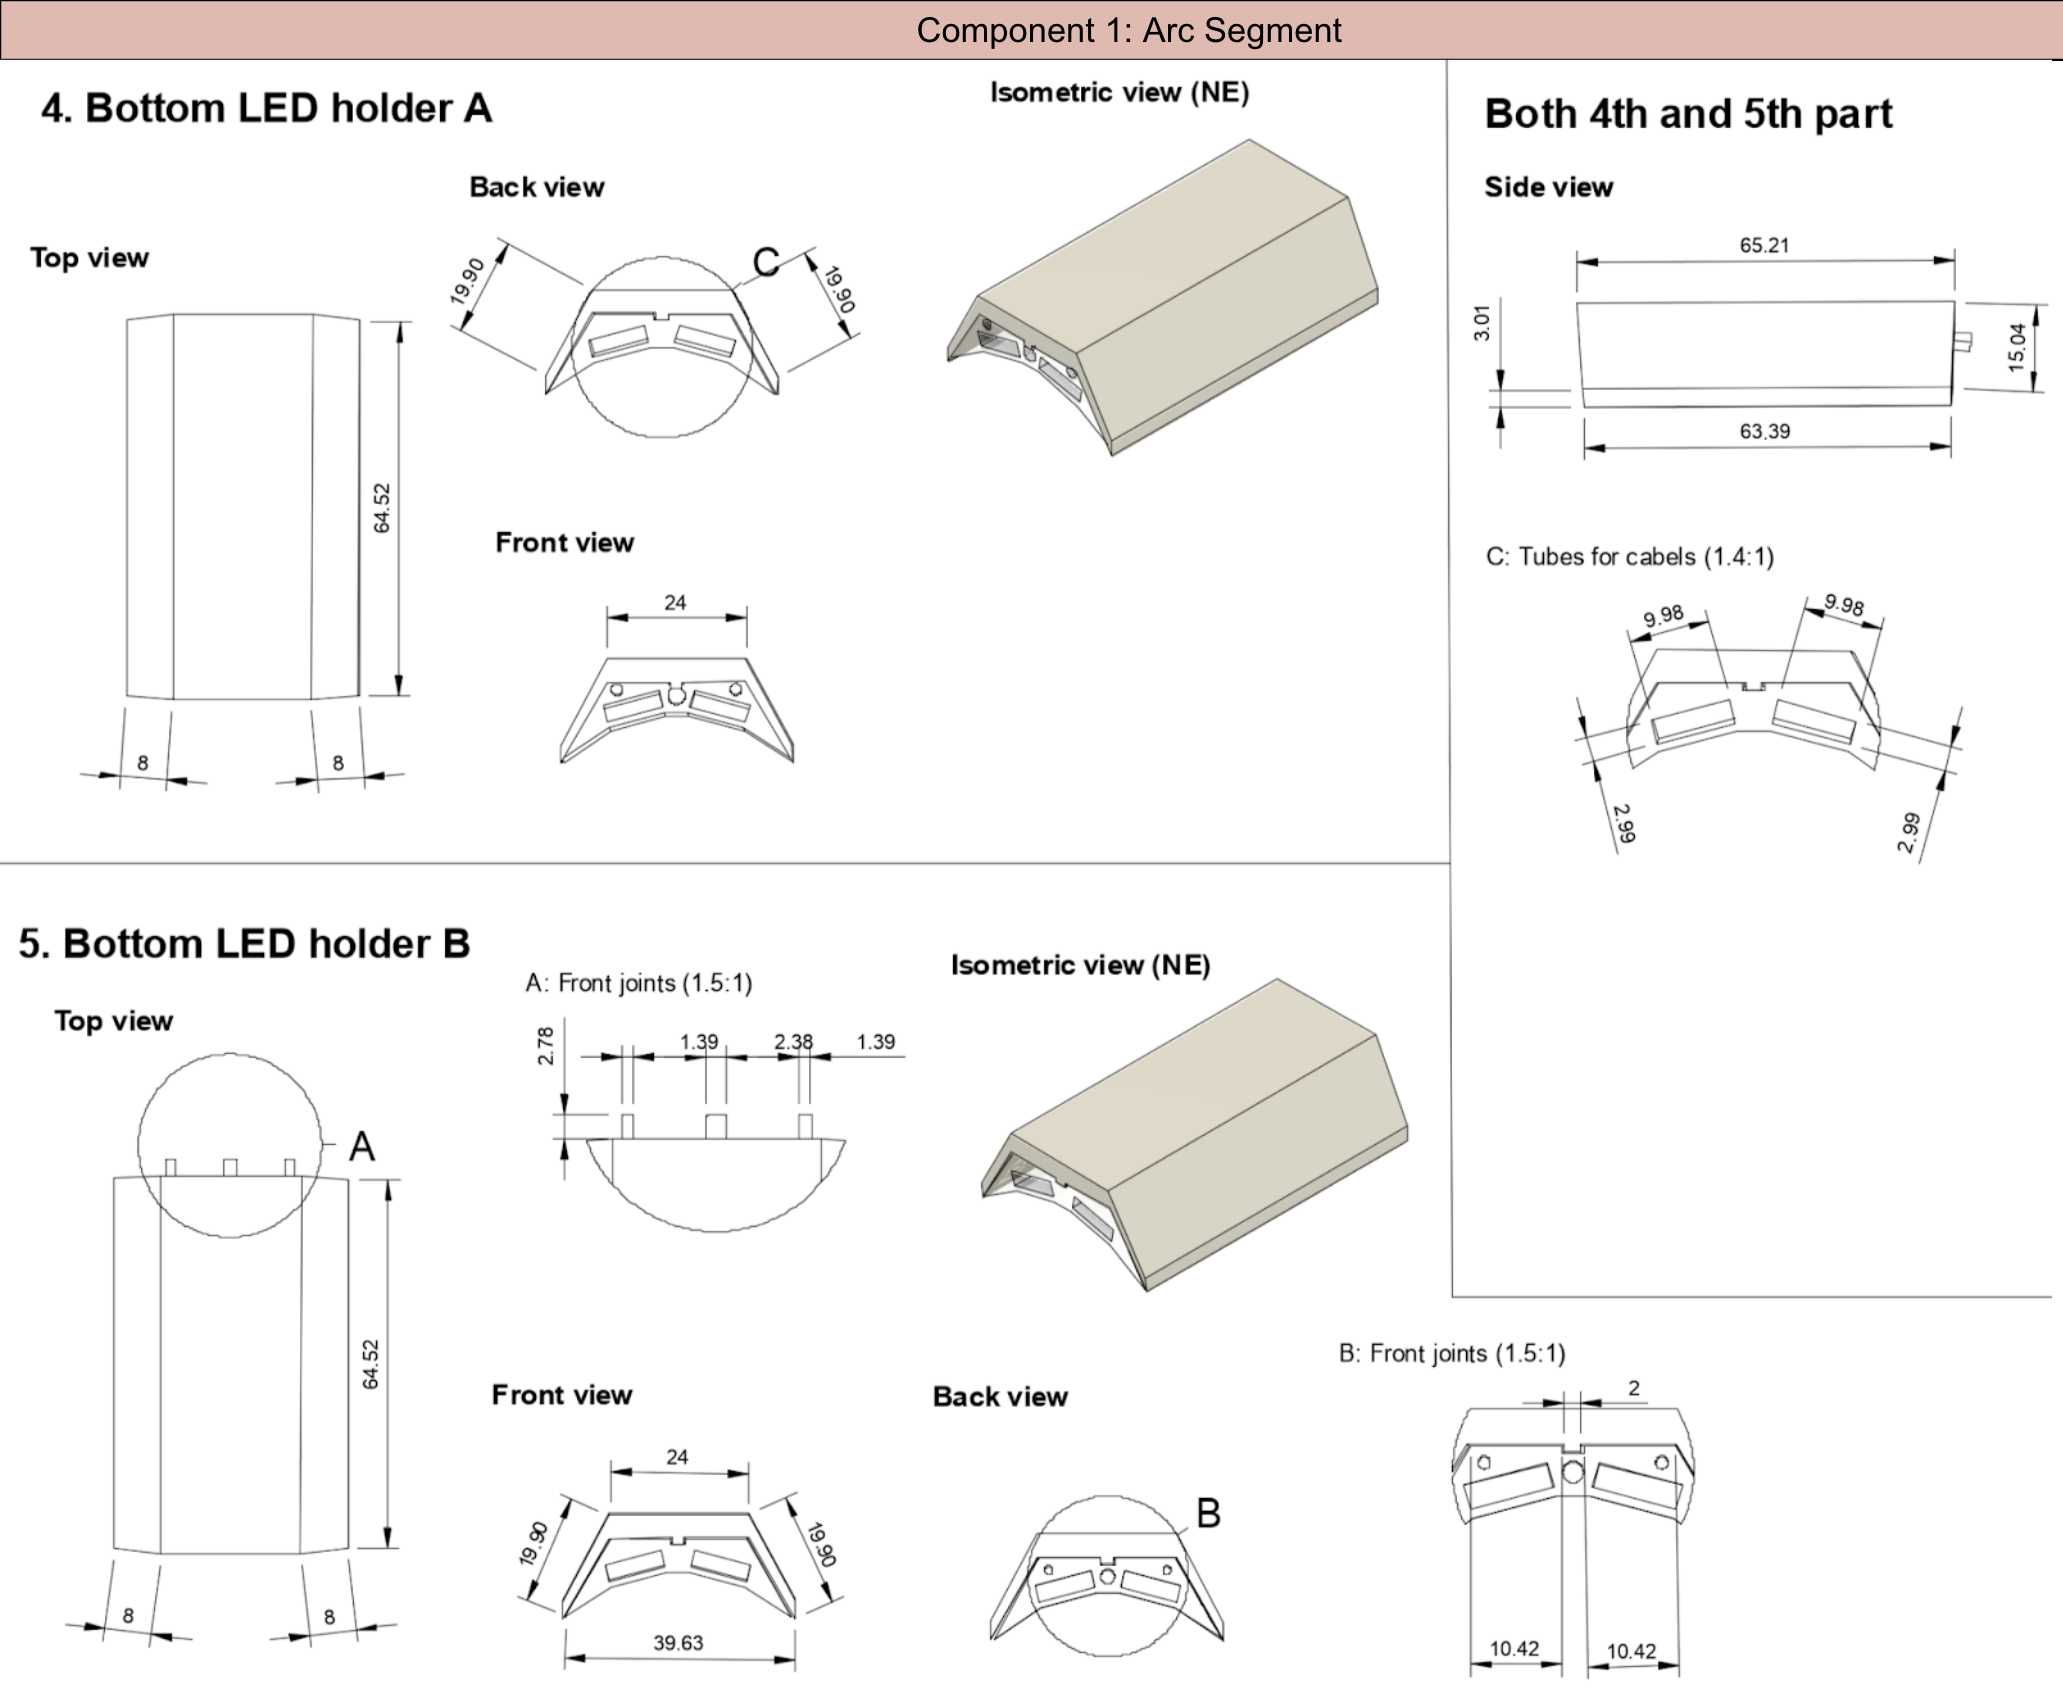 Component 1: Arc Segment
4. Bottom LED holder A
Isometric view (NE)
Back view
Top view
19.90
C
19.90
64.52
8
8
Front view
24
Both 4th and 5th part
Side view
65.21
3.01
15.04
63.39
C: Tubes for cabels (1.4:1)
9.98
9.98
2.99
2.99
5. Bottom LED holder B
A: Front joints (1.5:1)
Isometric view (NE)
Top view
A
2.78
1.39
2.38
1.39
64.52
8
8
Front view
24
19.90
19.90
39.63
Back view
B
B: Front joints (1.5:1)
2
10.42
10.42